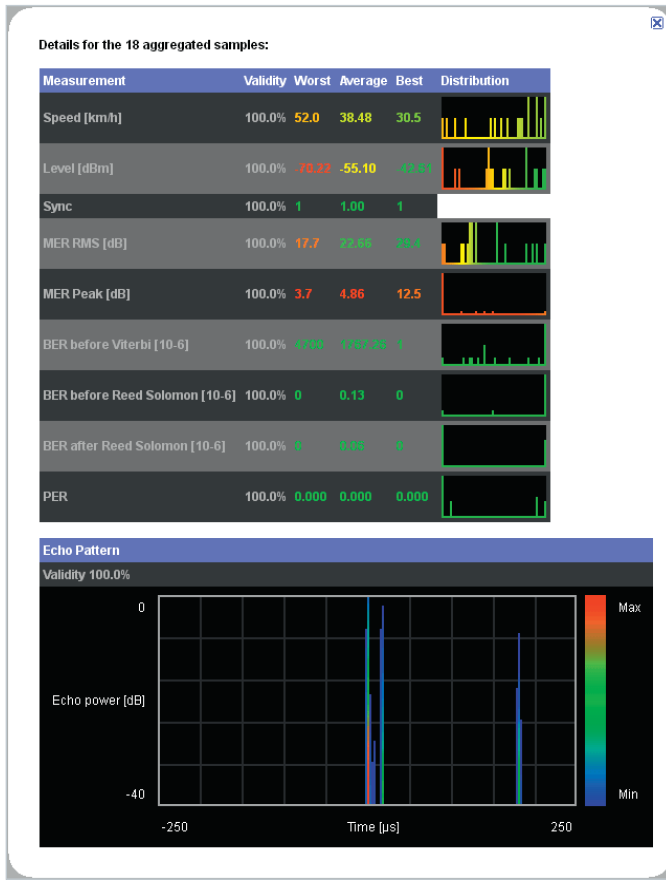 Details for the 18 aggregated samples:
Measurement Validity Worst Average Best Distribution
Speed [km/h] 100.0% 52.0 38.48 30.5
Level [dBm] 100.0% -70.22 -55.10 -42.61
Sync 100.0% 1 1.00 1
MER RMS [dB] 100.0% 17.7 22.66 29.4
MER Peak [dB] 100.0% 3.7 4.86 12.5
BER before Viterbi [10-6] 100.0% 4700 1767.26 1
BER before Reed Solomon [10-6] 100.0% 0 0.13 0
BER after Reed Solomon [10-6] 100.0% 0 0.06 0
PER 100.0% 0.000 0.000 0.000
Echo Pattern
Validity 100.0%
0 Max
Echo power [dB]
-40 Min
-250 Time [µs] 250